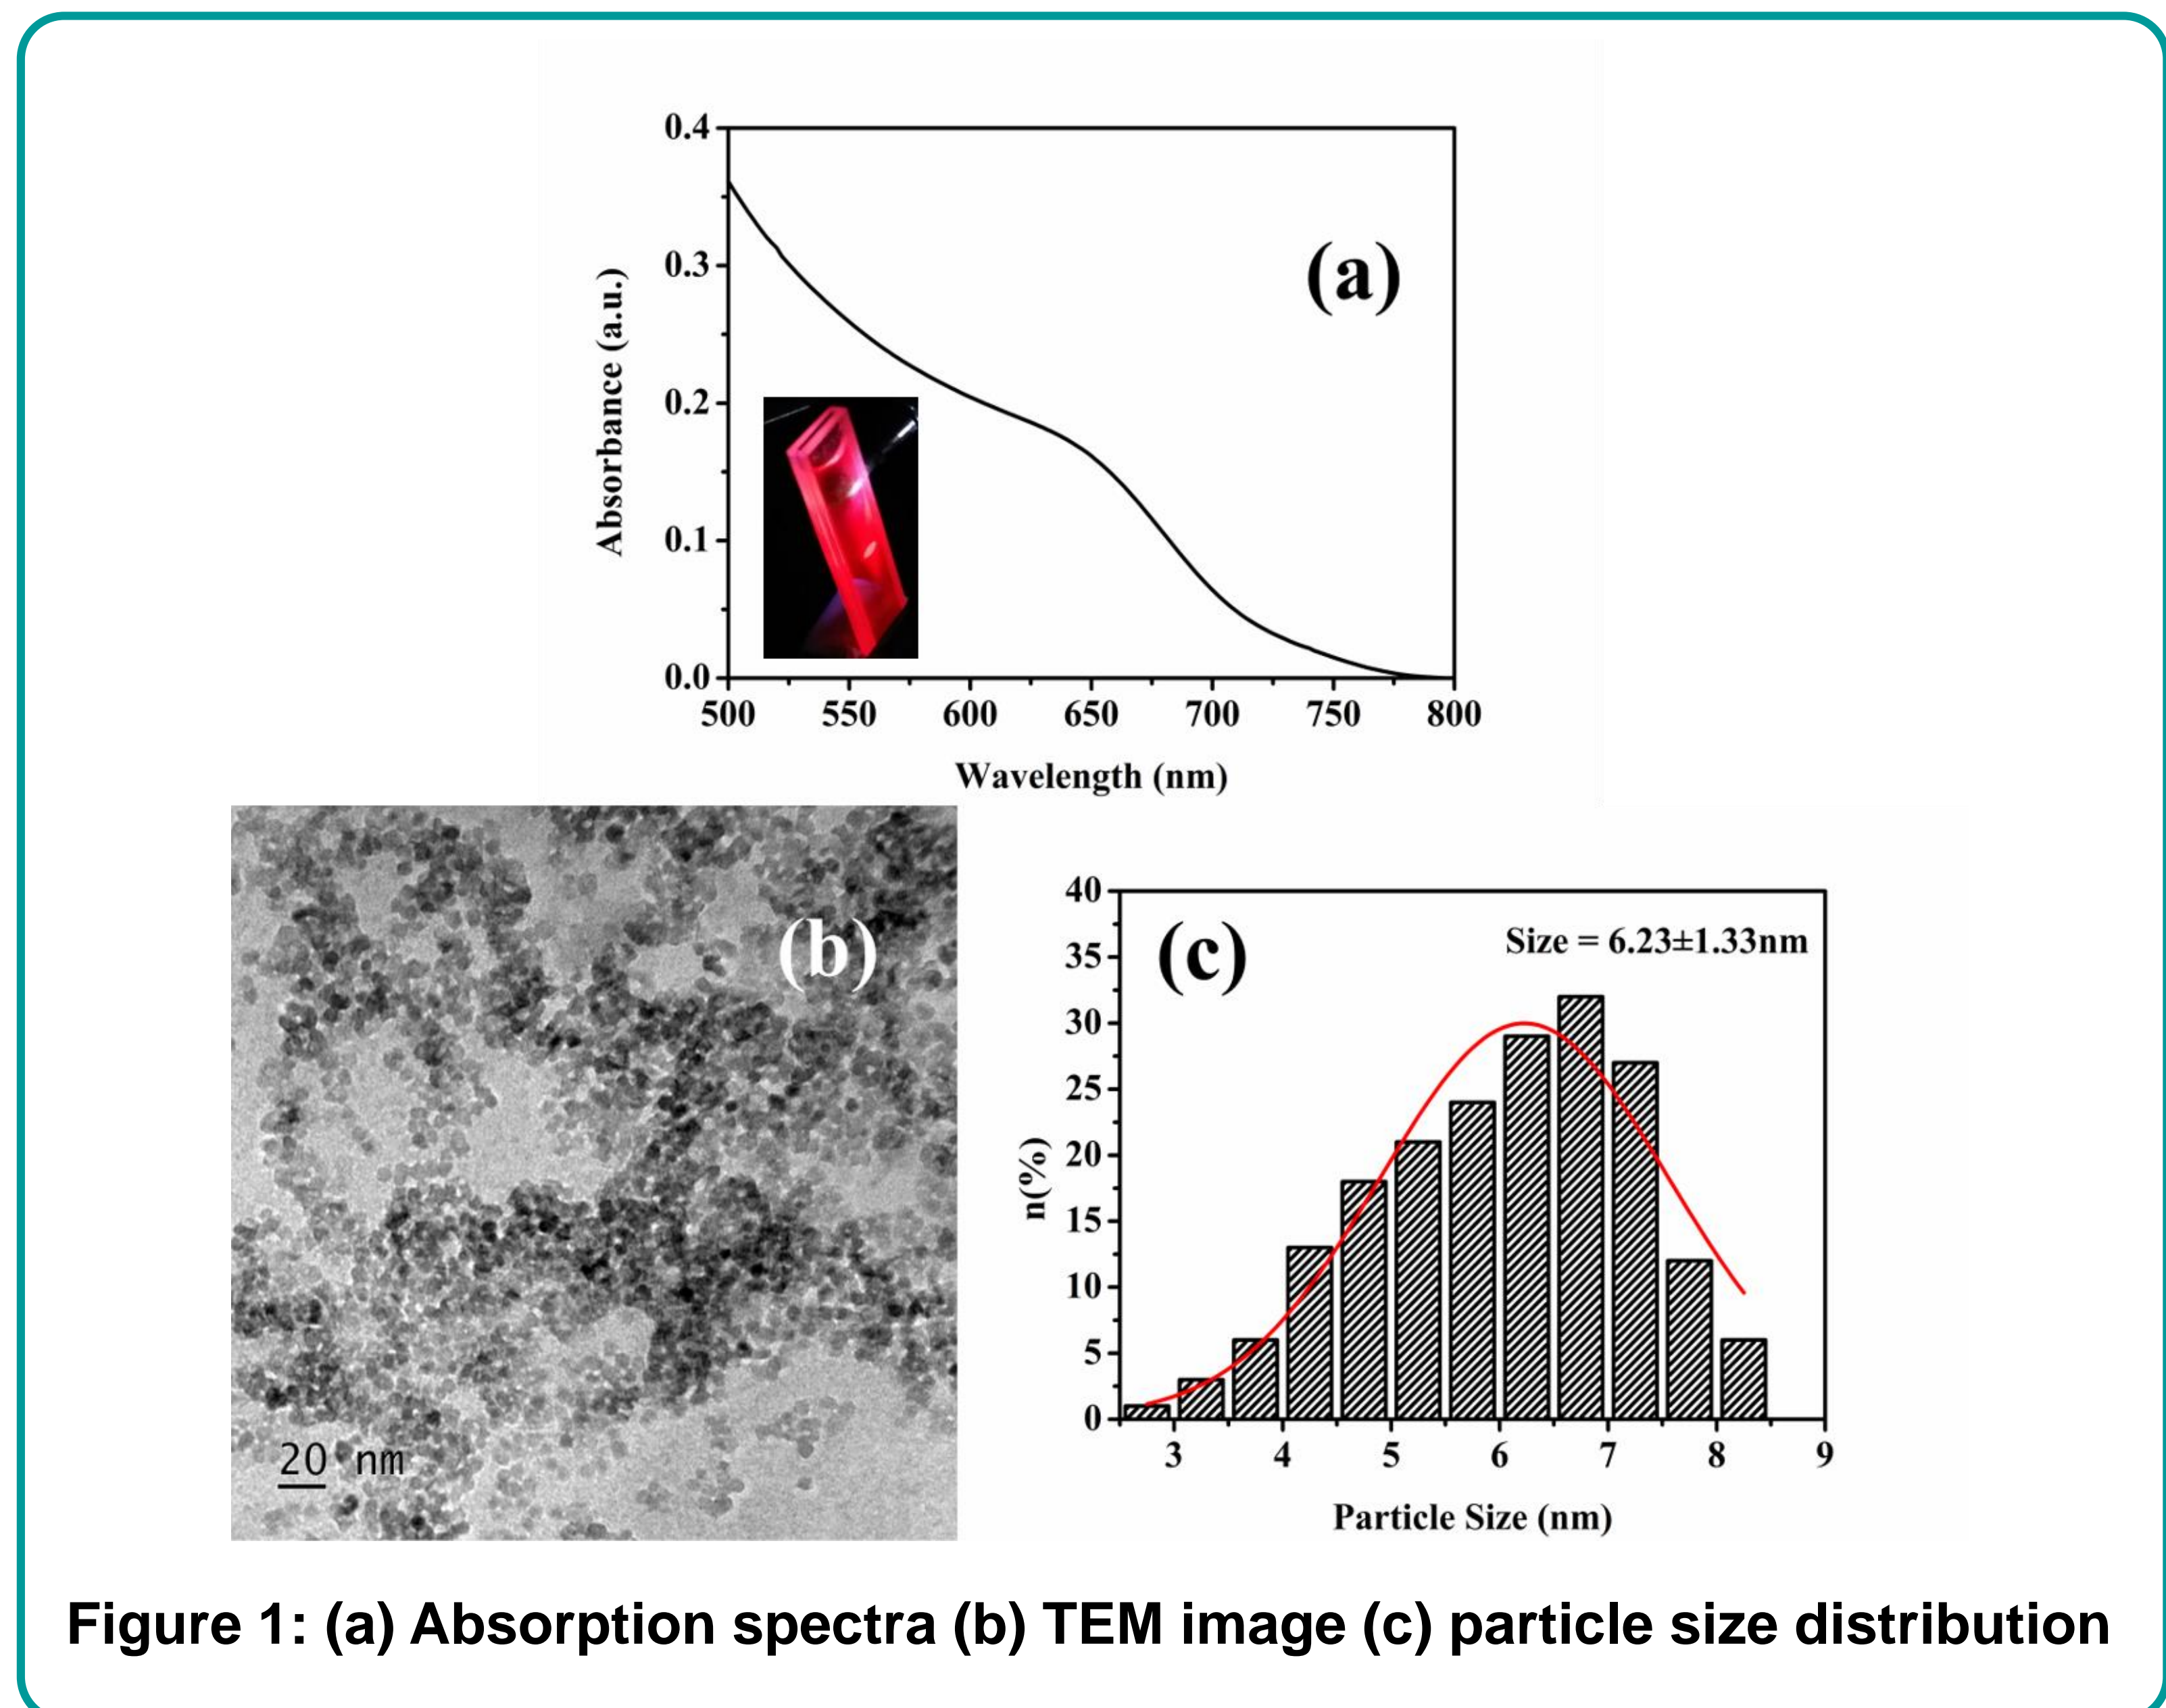 0.4
0.3
0.2
0.1
0.0
Absorbance (a.u.)
(a)
500 550 600 650 700 750 800
Wavelength (nm)
(b)
20 nm
40
35
30
25
20
15
10
5
0
n(%)
(c)
Size = 6.23±1.33nm
3 4 5 6 7 8 9
Particle Size (nm)
Figure 1: (a) Absorption spectra (b) TEM image (c) particle size distribution